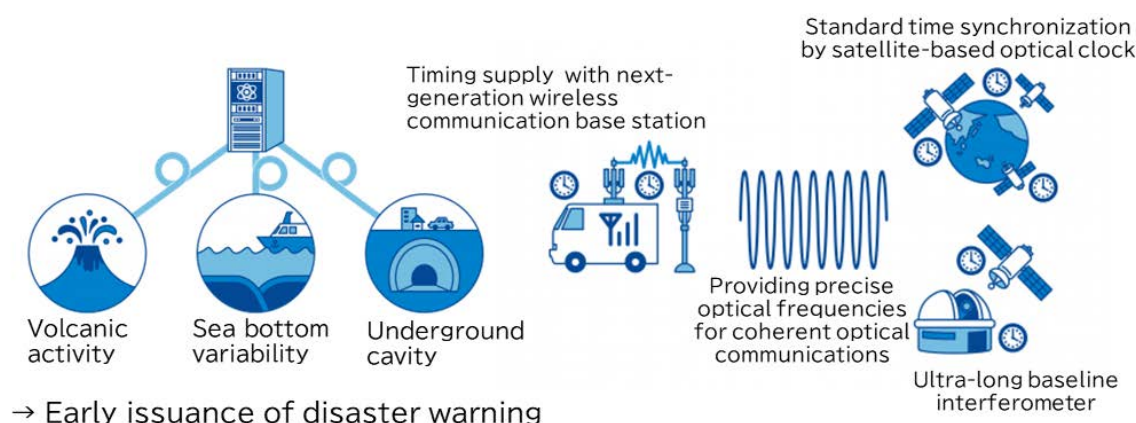 Standard time synchronization
by satellite-based optical clock
Timing supply with next-
generation wireless
communication base station
Volcanic
activity
Sea bottom
variability
Underground
cavity
Providing precise
optical frequencies
for coherent optical
communications
Ultra-long baseline
interferometer
→ Early issuance of disaster warning